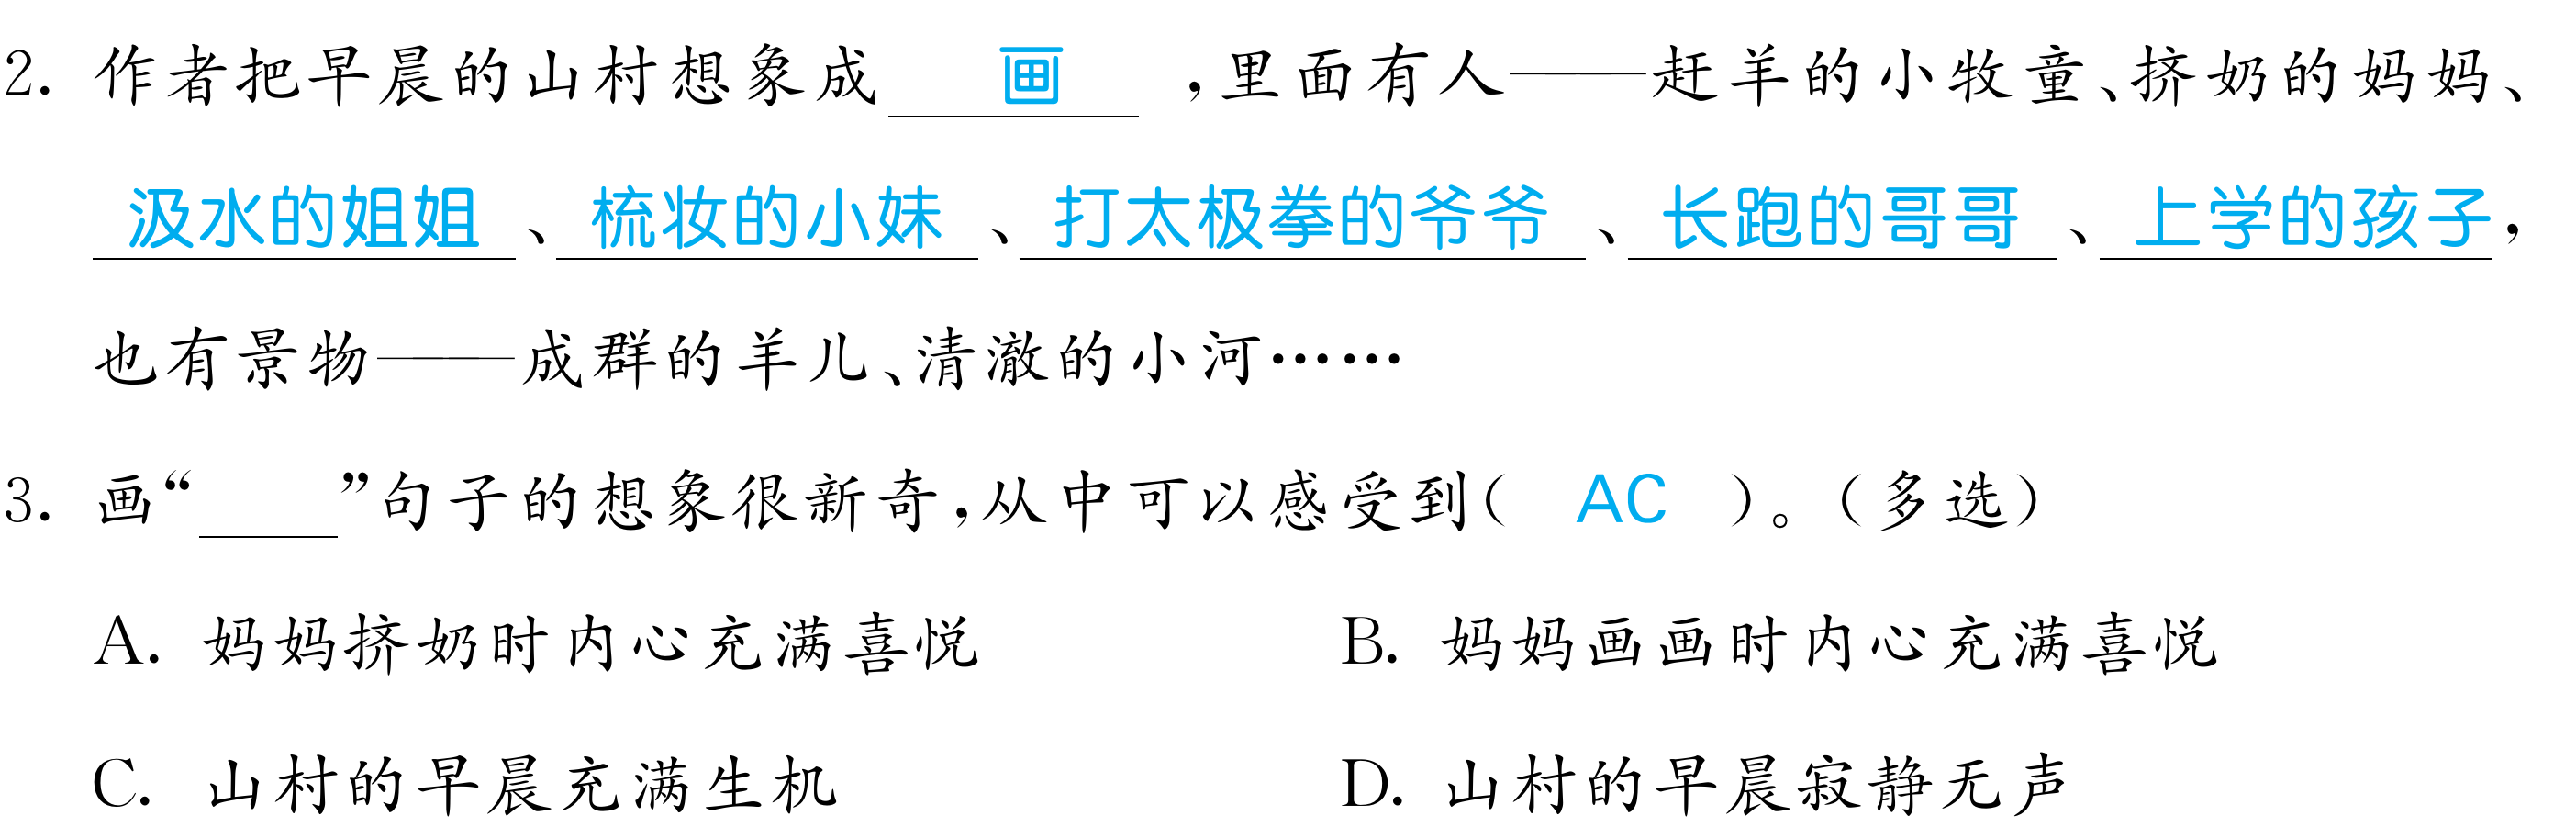 2. 作者把早晨的山村想象成 画 ,里面有人——赶羊的小牧童、挤奶的妈妈、
汲水的姐姐 、 梳妆的小妹 、 打太极拳的爷爷 、 长跑的哥哥 、 上学的孩子,
也有景物——成群的羊儿、清澈的小河……
3. 画“____”句子的想象很新奇,从中可以感受到( AC )。（多选）
A. 妈妈挤奶时内心充满喜悦 B. 妈妈画画时内心充满喜悦
C. 山村的早晨充满生机 D. 山村的早晨寂静无声